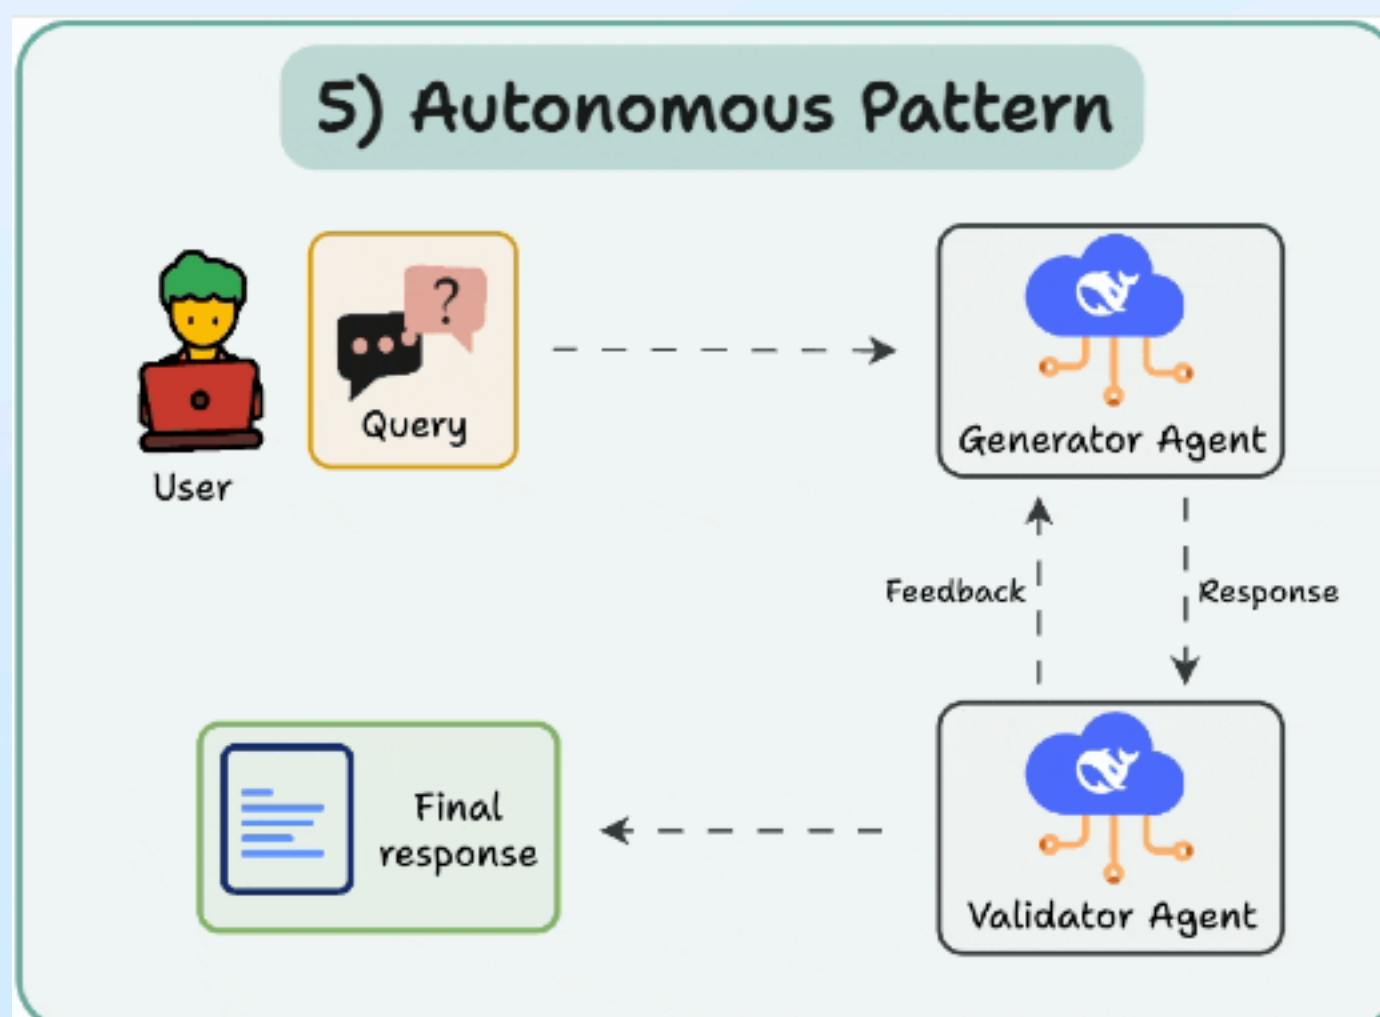 5) Autonomous Pattern
?
Query
User
Generator Agent
Feedback
Response
Final
response
Validator Agent